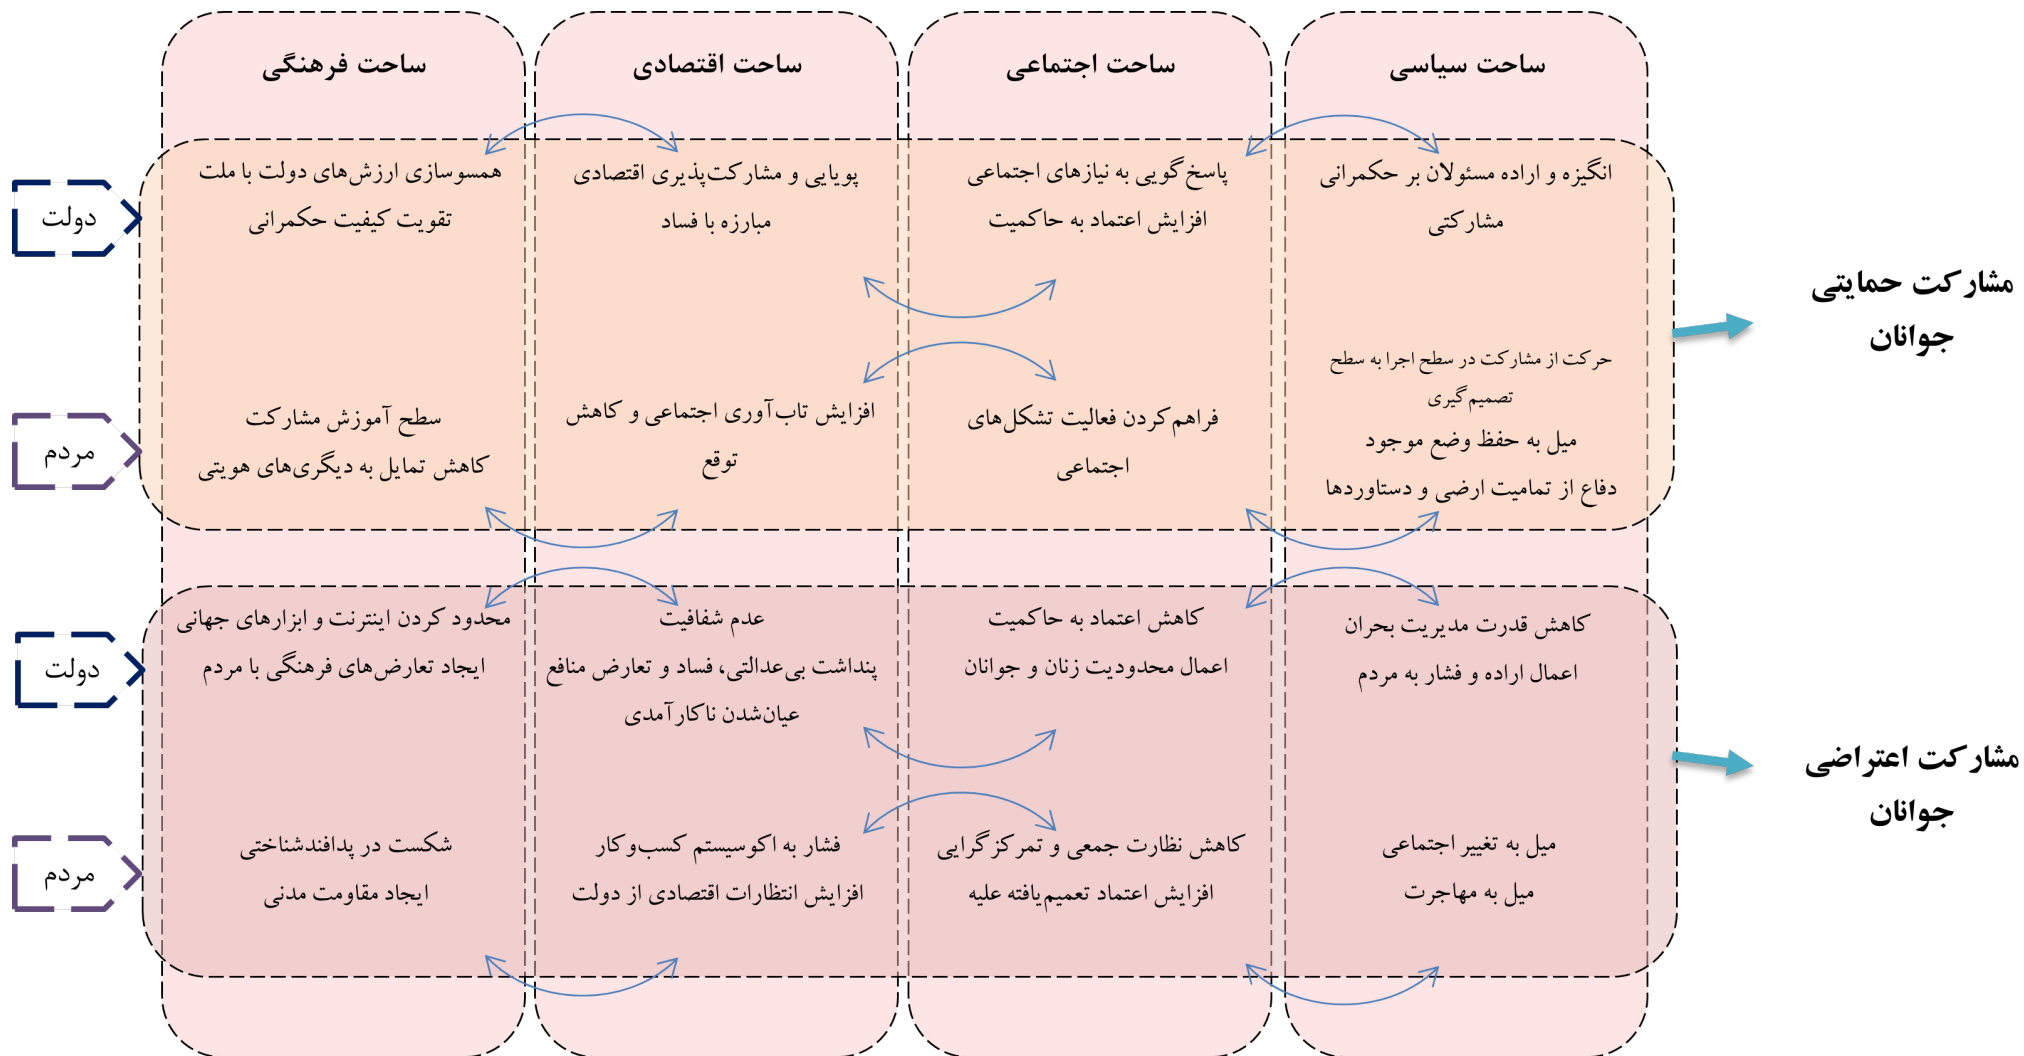 ساحت سیاسی
ساحت اجتماعی
ساحت اقتصادی
ساحت فرهنگی
دولت
انگیزه و اراده مسئولان بر حکمرانی
مشارکتی
پاسخ‌گویی به نیازهای اجتماعی
افزایش اعتماد به حاکمیت
پویایی و مشارکت‌پذیری اقتصادی
مبارزه با فساد
همسوسازی ارزش‌های دولت با ملت
تقویت کیفیت حکمرانی
مشارکت حمایتی
جوانان
مردم
حرکت از مشارکت در سطح اجرا به سطح
تصمیم‌گیری
میل به حفظ وضع موجود
دفاع از تمامیت ارضی و دستاوردها
فراهم‌کردن فعالیت تشکل‌های
اجتماعی
افزایش تاب‌آوری اجتماعی و کاهش
توقع
سطح آموزش مشارکت
کاهش تمایل به دیگری‌های هویتی
دولت
کاهش قدرت مدیریت بحران
اعمال اراده و فشار به مردم
کاهش اعتماد به حاکمیت
اعمال محدودیت زنان و جوانان
عدم شفافیت
پنداشت بی‌عدالتی، فساد و تعارض منافع
عیان‌شدن ناکارآمدی
محدود کردن اینترنت و ابزارهای جهانی
ایجاد تعارض‌های فرهنگی با مردم
مشارکت اعتراضی
جوانان
مردم
میل به تغییر اجتماعی
میل به مهاجرت
کاهش نظارت جمعی و تمرکزگرایی
افزایش اعتماد تعمیم‌یافته علیه
فشار به اکوسیستم کسب‌وکار
افزایش انتظارات اقتصادی از دولت
شکست در پدافندشناختی
ایجاد مقاومت مدنی